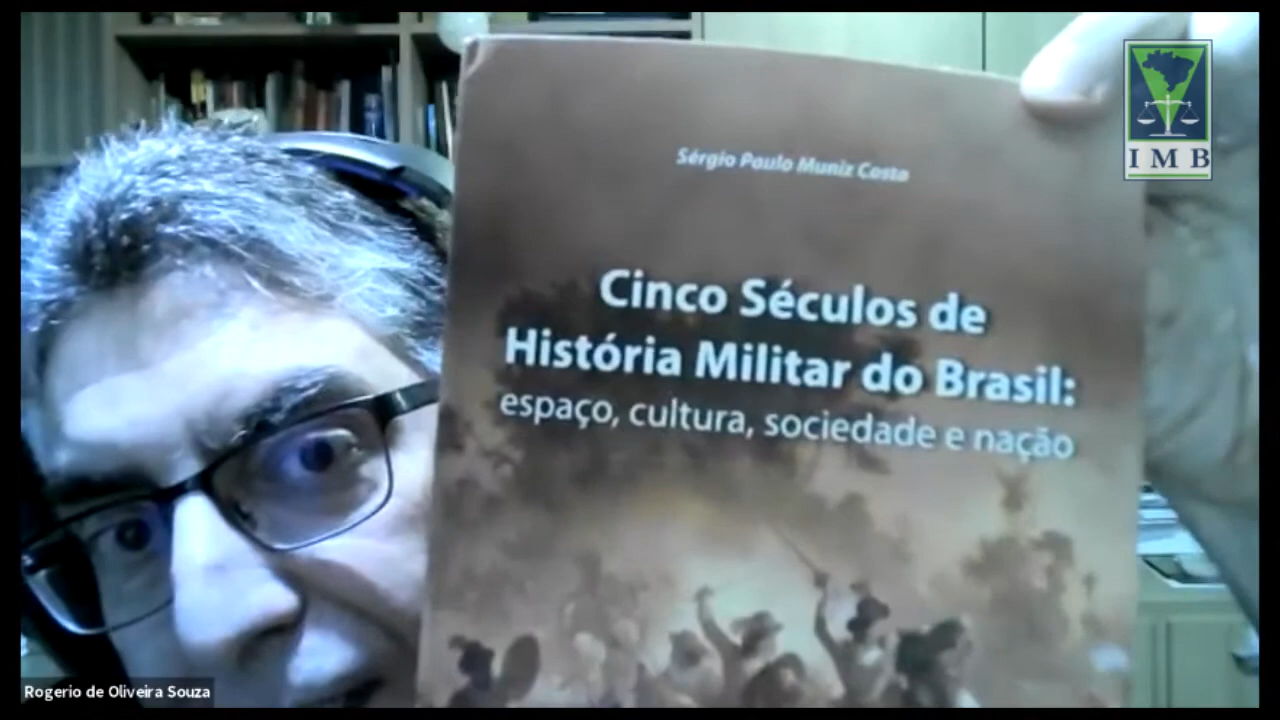 Sérgio Paulo Muniz Costa
Cinco Séculos de
História Militar do Brasil:
espaço, cultura, sociedade e nação
IMB
Rogerio de Oliveira Souza